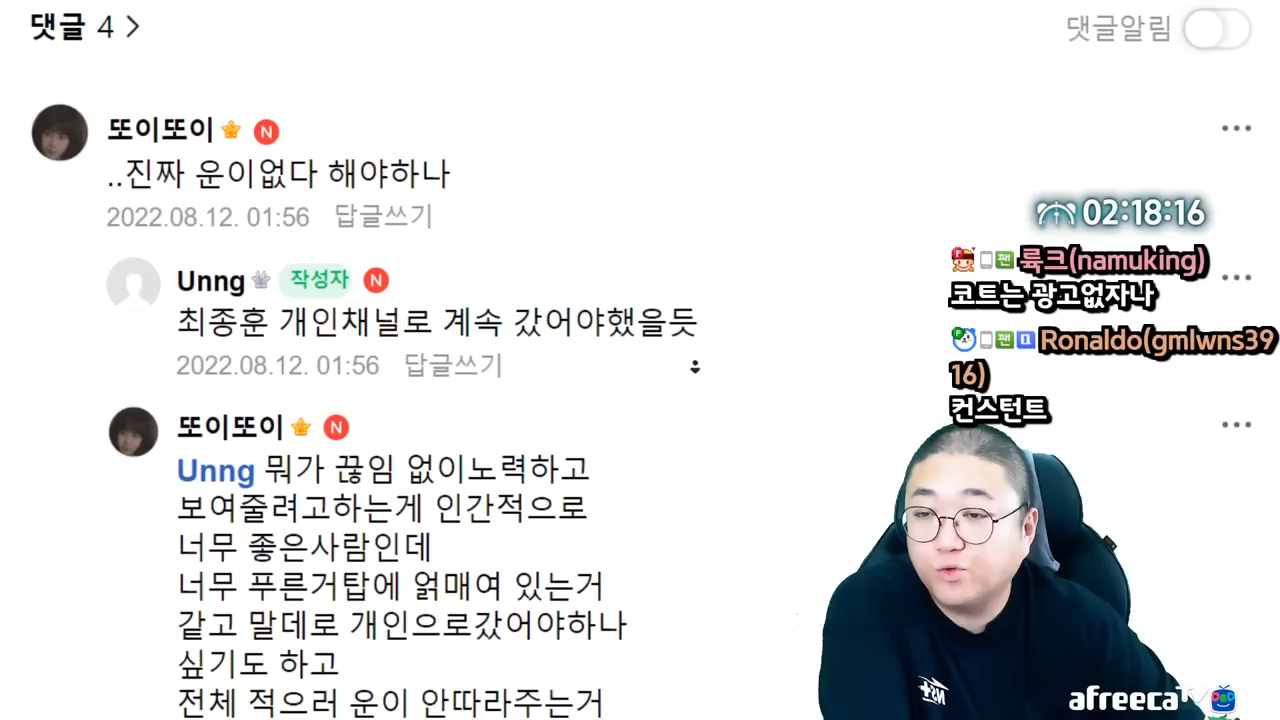 댓글 4
댓글알림
또이또이 N
..진짜 운이없다 해야하나
2022.08.12. 01:56 답글쓰기
02:18:16
팬 룩크(namuking)
코트는 광고없자나
Unng 작성자 N
최종훈 개인채널로 계속 갔어야했을듯
2022.08.12. 01:56 답글쓰기
팬 Ronaldo(gmlwns39
16)
컨스턴트
또이또이 N
Unng 뭐가 끊임 없이노력하고
보여줄려고하는게 인간적으로
너무 좋은사람인데
너무 푸른거탑에 얽매여 있는거
같고 말데로 개인으로갔어야하나
싶기도 하고
전체 적으러 운이 안따라주는거
afreecaTV